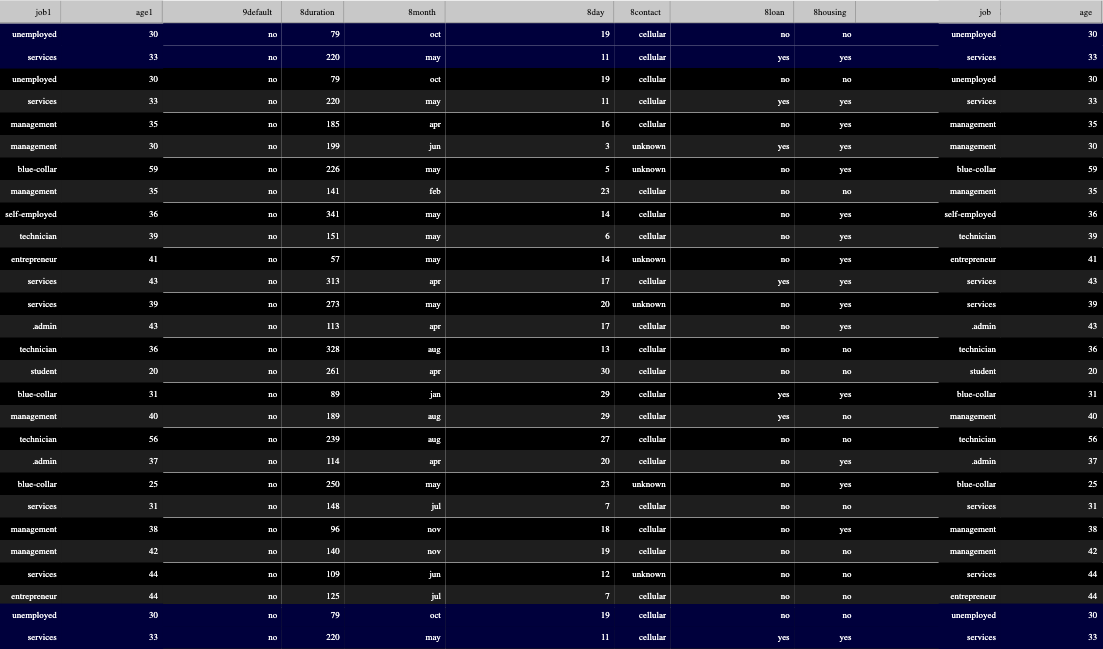 job1 age1 9default 8duration 8month 8day 8contact 8loan 8housing job age
unemployed 30 no 79 oct 19 cellular no no unemployed 30
services 33 no 220 may 11 cellular yes yes services 33
unemployed 30 no 79 oct 19 cellular no no unemployed 30
services 33 no 220 may 11 cellular yes yes services 33
management 35 no 185 apr 16 cellular no yes management 35
management 30 no 199 jun 3 unknown yes yes management 30
blue-collar 59 no 226 may 5 unknown no yes blue-collar 59
management 35 no 141 feb 23 cellular no no management 35
self-employed 36 no 341 may 14 cellular no yes self-employed 36
technician 39 no 151 may 6 cellular no yes technician 39
entrepreneur 41 no 57 may 14 unknown no yes entrepreneur 41
services 43 no 313 apr 17 cellular yes yes services 43
services 39 no 273 may 20 unknown no yes services 39
.admin 43 no 113 apr 17 cellular no yes .admin 43
technician 36 no 328 aug 13 cellular no no technician 36
student 20 no 261 apr 30 cellular no no student 20
blue-collar 31 no 89 jan 29 cellular yes yes blue-collar 31
management 40 no 189 aug 29 cellular yes no management 40
technician 56 no 239 aug 27 cellular no no technician 56
.admin 37 no 114 apr 20 cellular no yes .admin 37
blue-collar 25 no 250 may 23 unknown no yes blue-collar 25
services 31 no 148 jul 7 cellular no no services 31
management 38 no 96 nov 18 cellular no yes management 38
management 42 no 140 nov 19 cellular no no management 42
services 44 no 109 jun 12 unknown no no services 44
entrepreneur 44 no 125 jul 7 cellular no no entrepreneur 44
unemployed 30 no 79 oct 19 cellular no no unemployed 30
services 33 no 220 may 11 cellular yes yes services 33